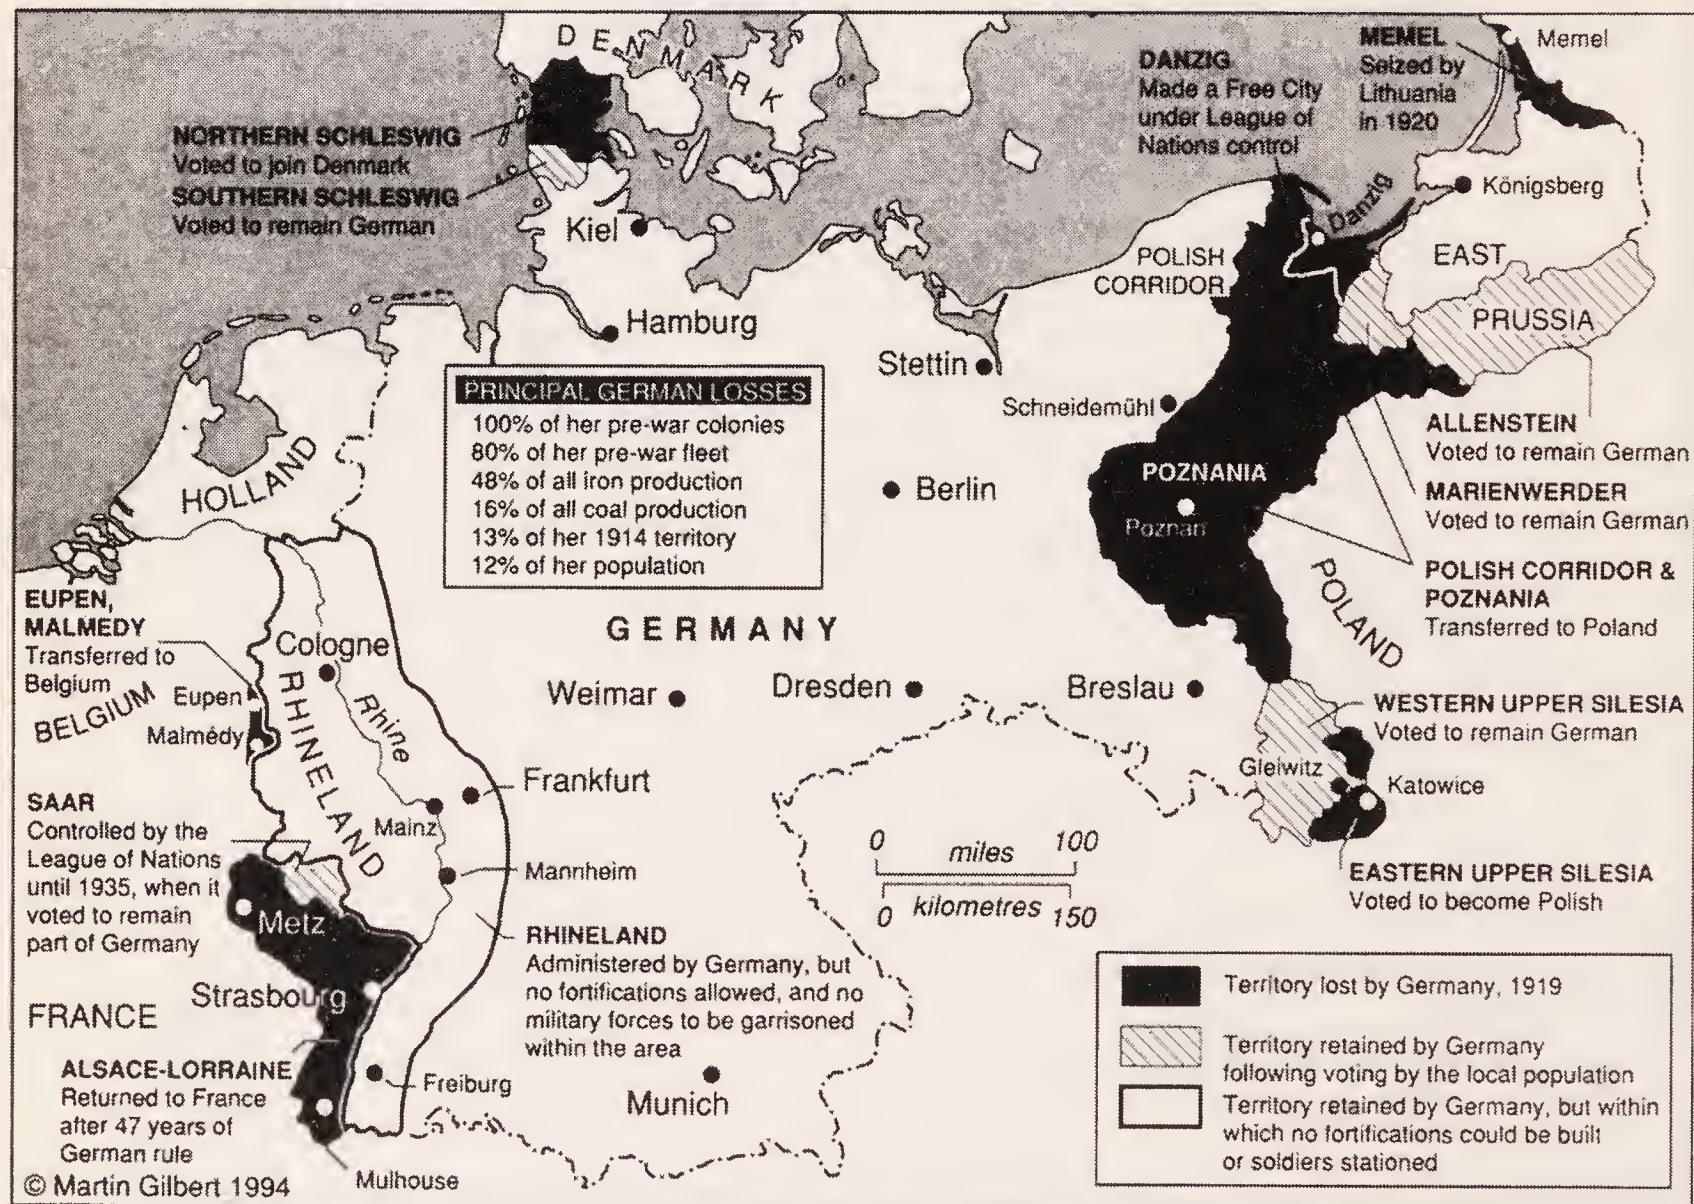 DENMARK
NORTHERN SCHLESWIG
Voted to join Denmark
SOUTHERN SCHLESWIG
Voted to remain German
Kiel
Hamburg
DANZIG
Made a Free City
under League of
Nations control
MEMEL
Seized by
Lithuania
in 1920
Memel
Königsberg
Danzig
EAST
PRUSSIA
POLISH
CORRIDOR
Stettin
Schneidemühl
PRINCIPAL GERMAN LOSSES
100% of her pre-war colonies
80% of her pre-war fleet
48% of all iron production
16% of all coal production
13% of her 1914 territory
12% of her population
HOLLAND
Berlin
POZNANIA
Poznan
ALLENSTEIN
Voted to remain German
MARIENWERDER
Voted to remain German
POLISH CORRIDOR &
POZNANIA
Transferred to Poland
POLAND
EUPEN,
MALMEDY
Transferred to
Belgium
BELGIUM
Eupen
Malmédy
Cologne
RHINELAND
Rhine
GERMANY
Weimar
Dresden
Breslau
WESTERN UPPER SILESIA
Voted to remain German
Gleiwitz
Katowice
EASTERN UPPER SILESIA
Voted to become Polish
Frankfurt
Mainz
Mannheim
SAAR
Controlled by the
League of Nations
until 1935, when it
voted to remain
part of Germany
Metz
Strasbourg
FRANCE
RHINELAND
Administered by Germany, but
no fortifications allowed, and no
military forces to be garrisoned
within the area
0 miles 100
0 kilometres 150
ALSACE-LORRAINE
Returned to France
after 47 years of
German rule
Freiburg
Munich
Mulhouse
© Martin Gilbert 1994
Territory lost by Germany, 1919
Territory retained by Germany
following voting by the local population
Territory retained by Germany, but within
which no fortifications could be built
or soldiers stationed